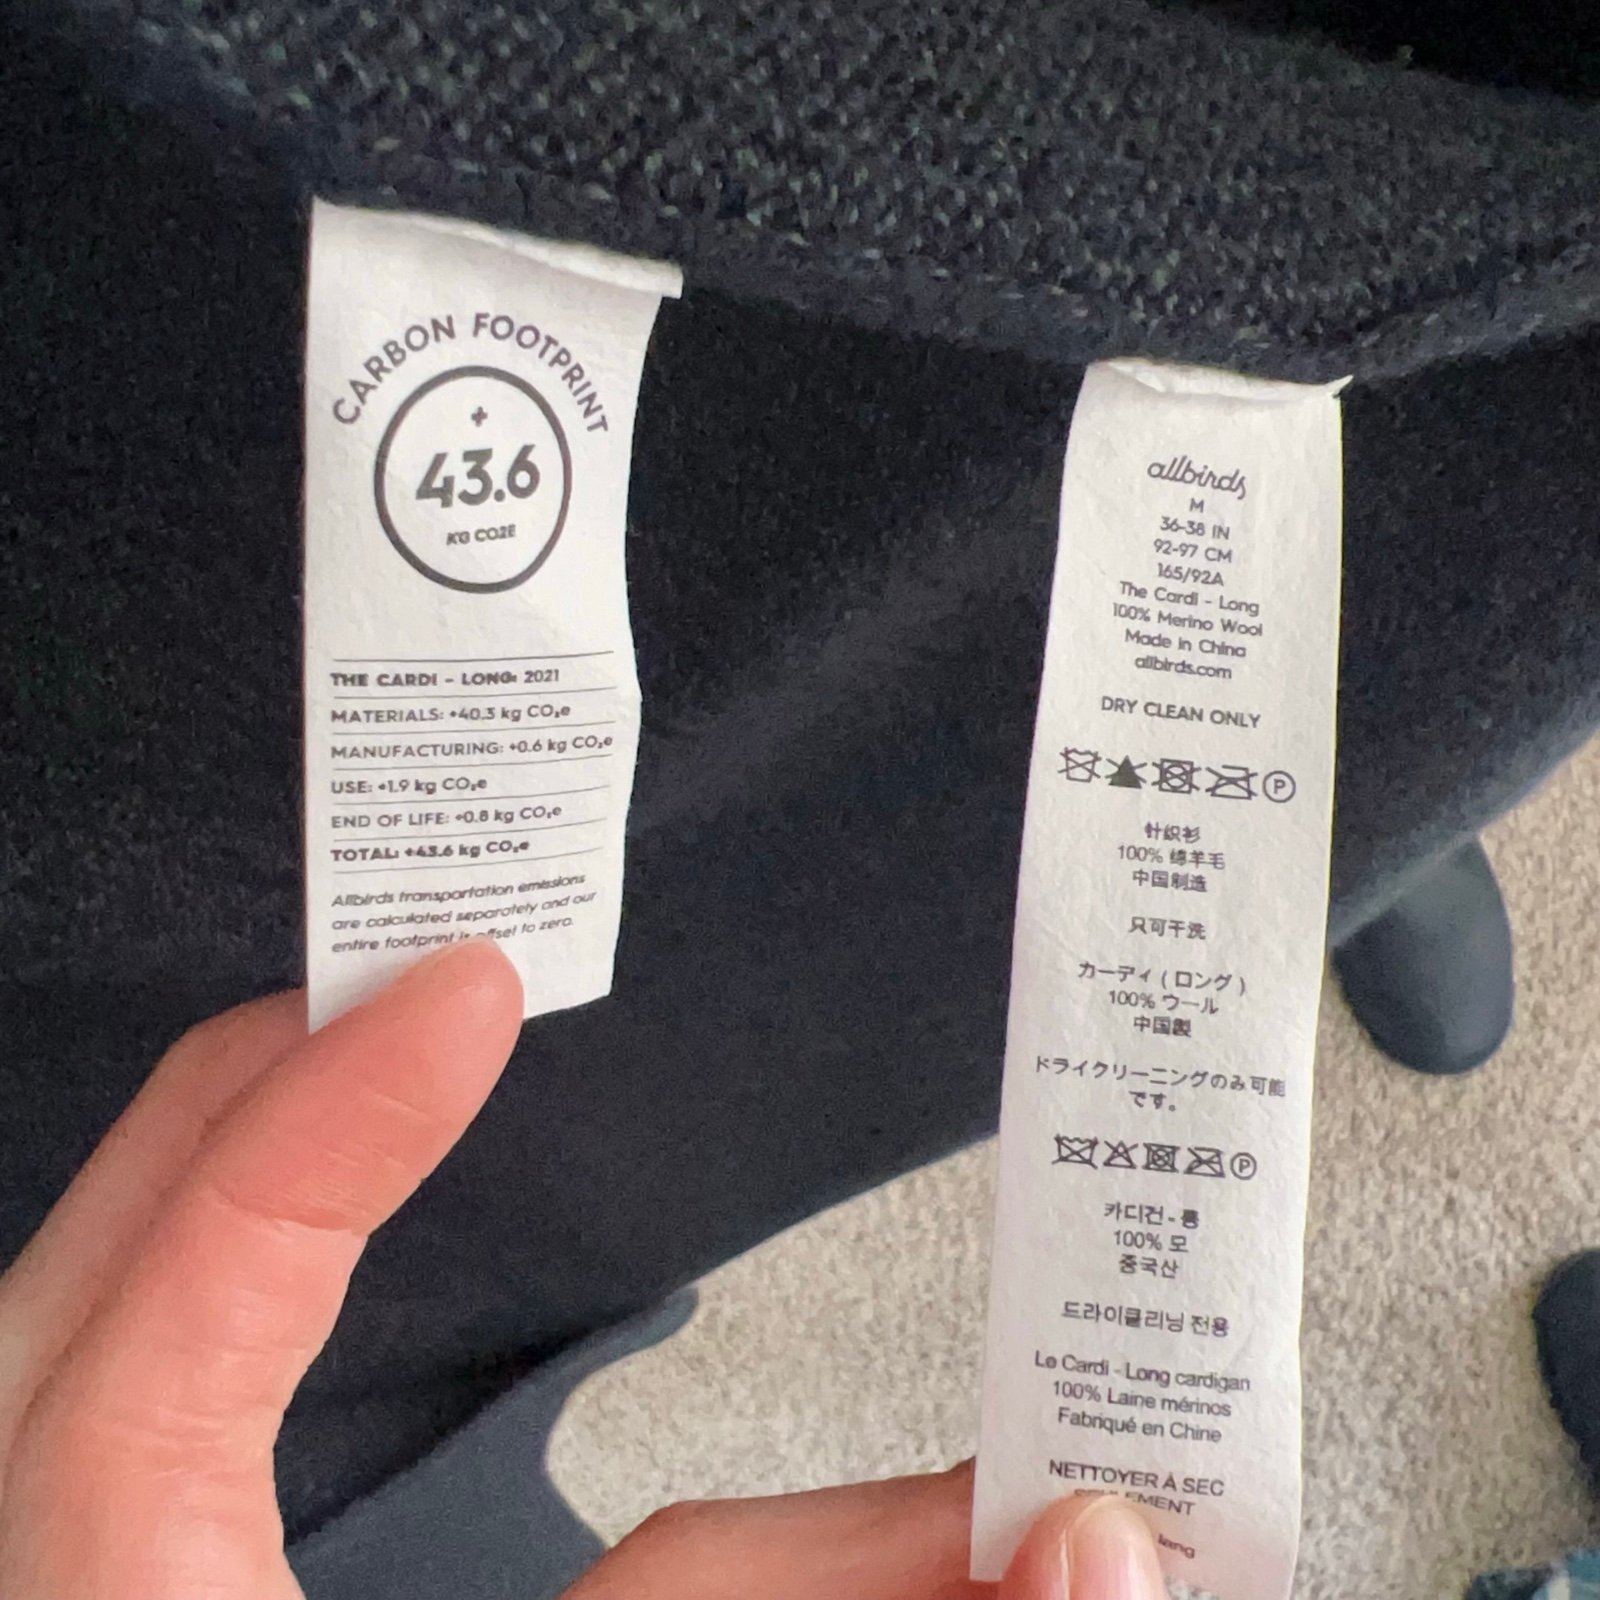 CARBON FOOTPRINT
+
43.6
KG CO2E
THE CARDI - LONG: 2021
MATERIALS: +40.3 kg CO₂e
MANUFACTURING: +0.6 kg CO₂e
USE: +1.9 kg CO₂e
END OF LIFE: +0.8 kg CO₂e
TOTAL: +43.6 kg CO₂e
Allbirds transportation emissions
are calculated separately and our
entire footprint is offset to zero.
allbirds
M
36-38 IN
92-97 CM
165/92A
The Cardi - Long
100% Merino Wool
Made in China
allbirds.com
DRY CLEAN ONLY
P
针织衫
100% 绵羊毛
中国制造
只可干洗
カーディ (ロング)
100% ウール
中国製
ドライクリーニングのみ可能
です。
P
카디건 - 롱
100% 모
중국산
드라이클리닝 전용
Le Cardi - Long cardigan
100% Laine mérinos
Fabriqué en Chine
NETTOYER À SEC
SEULEMENT
lang